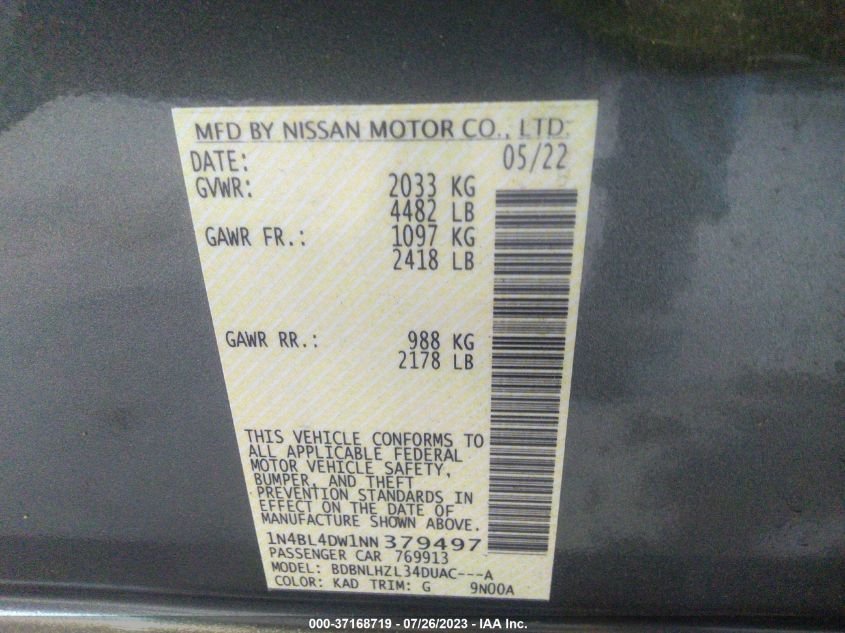 MFD BY NISSAN MOTOR CO., LTD.
DATE: 05/22
GVWR: 2033 KG
4482 LB
GAWR FR.: 1097 KG
2418 LB
GAWR RR.: 988 KG
2178 LB
THIS VEHICLE CONFORMS TO
ALL APPLICABLE FEDERAL
MOTOR VEHICLE SAFETY,
BUMPER, AND THEFT
PREVENTION STANDARDS IN
EFFECT ON THE DATE OF
MANUFACTURE SHOWN ABOVE.
1N4BL4DW1NN379497
PASSENGER CAR 769913
MODEL: BDBNLHZL34DUAC---A
COLOR: KAD TRIM: G 9N00A
000-37168719 - 07/26/2023 - IAA Inc.